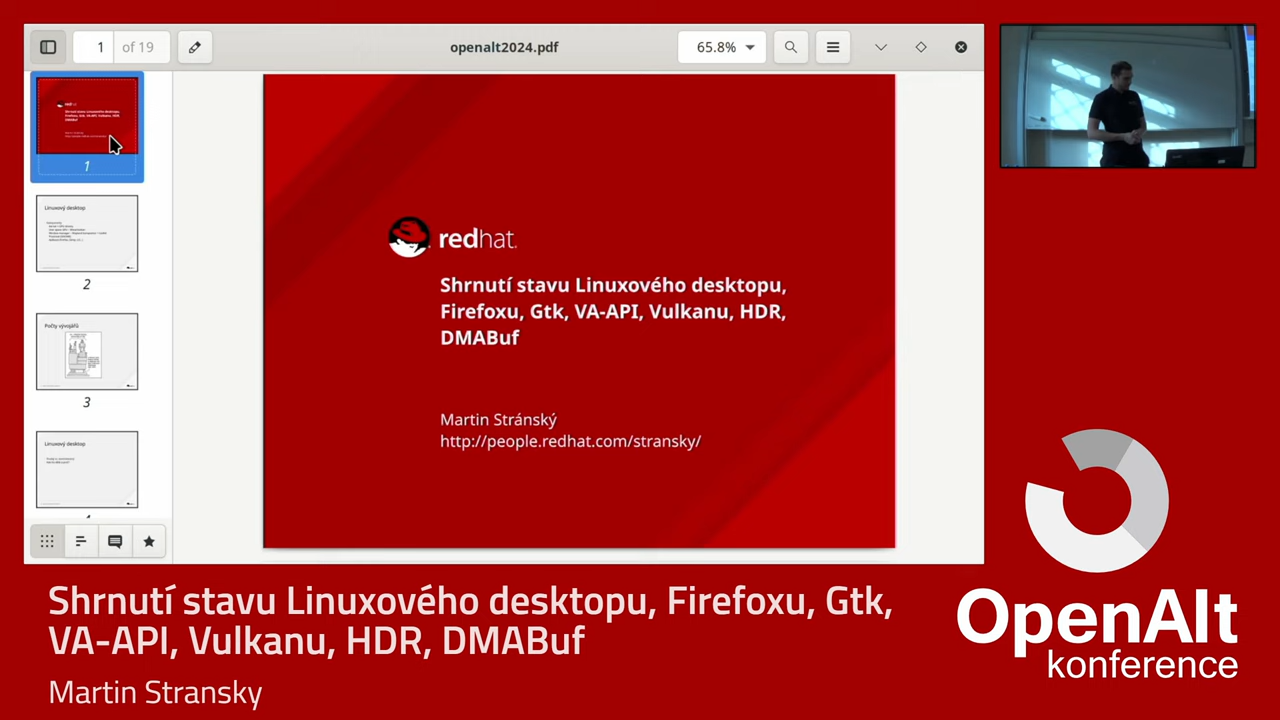 1
of 19
openalt2024.pdf
65.8%
redhat.
Shrnutí stavu Linuxového desktopu,
Firefoxu, Gtk, VA-API, Vulkanu, HDR,
DMABuf
Martin Stránský
http://people.redhat.com/stransky/
1
Linuxový desktop
2
Počty vývojářů
3
Linuxový desktop
Shrnutí stavu Linuxového desktopu, Firefoxu, Gtk,
VA-API, Vulkanu, HDR, DMABuf
Martin Stransky
OpenAlt
konference